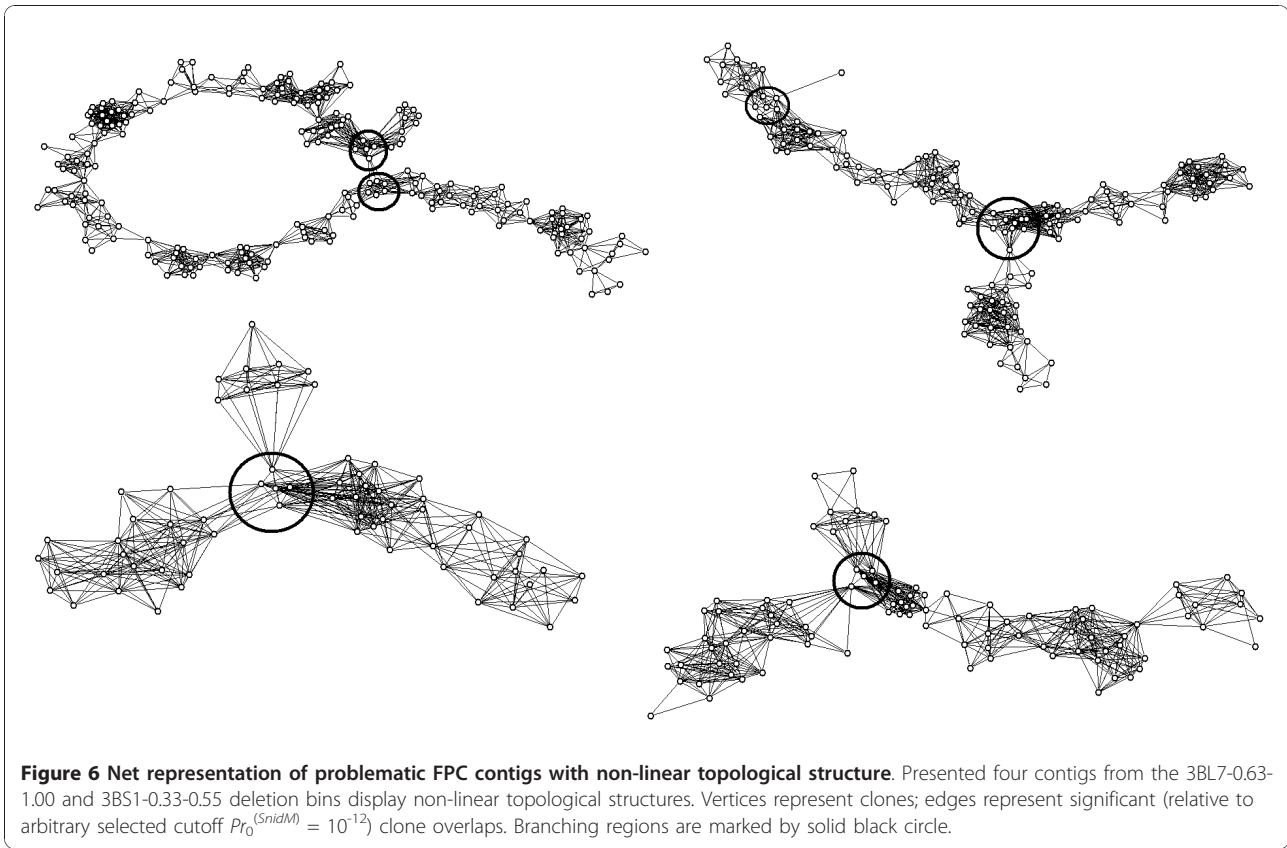 Figure 6 Net representation of problematic FPC contigs with non-linear topological structure. Presented four contigs from the 3BL7-0.63-
1.00 and 3BS1-0.33-0.55 deletion bins display non-linear topological structures. Vertices represent clones; edges represent significant (relative to
arbitrary selected cutoff Pr₀⁽ˢⁿⁱᵈᴹ⁾ = 10⁻¹²) clone overlaps. Branching regions are marked by solid black circle.